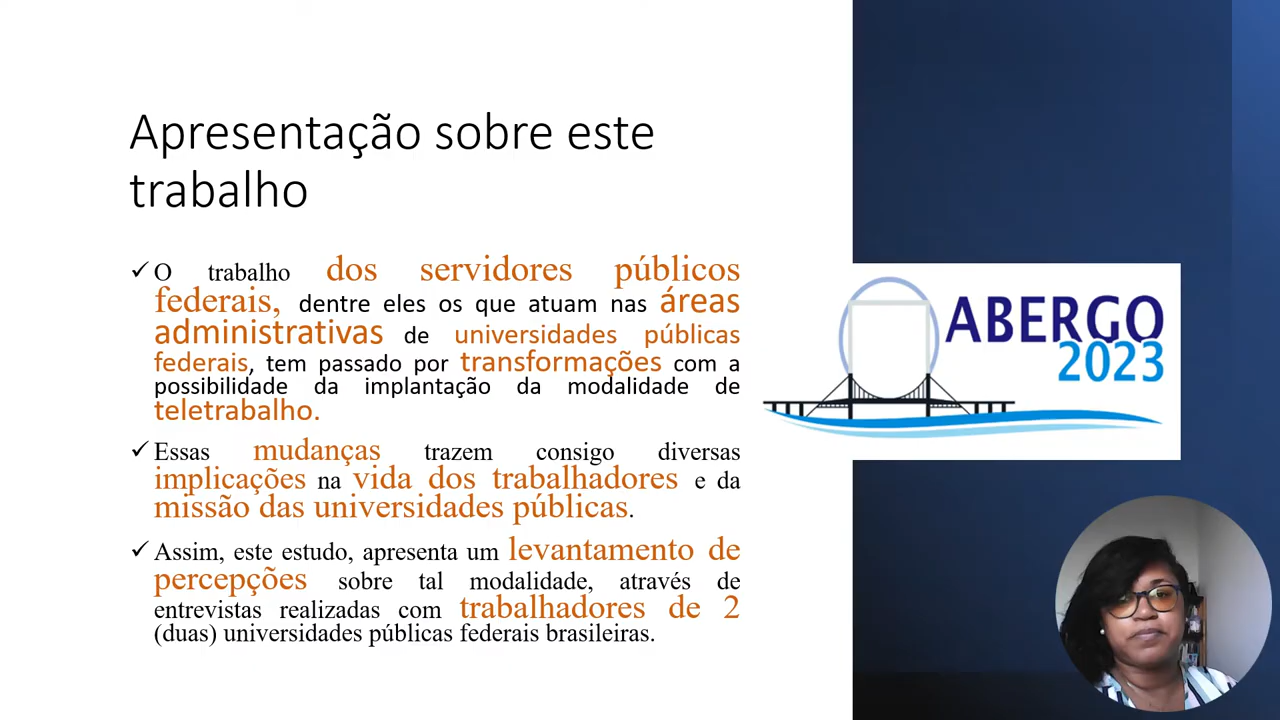 Apresentação sobre este
trabalho
✓ O trabalho dos servidores públicos
federais, dentre eles os que atuam nas áreas
administrativas de universidades públicas
federais, tem passado por transformações com a
possibilidade da implantação da modalidade de
teletrabalho.
✓ Essas mudanças trazem consigo diversas
implicações na vida dos trabalhadores e da
missão das universidades públicas.
✓ Assim, este estudo, apresenta um levantamento de
percepções sobre tal modalidade, através de
entrevistas realizadas com trabalhadores de 2
(duas) universidades públicas federais brasileiras.
ABERGO
2023